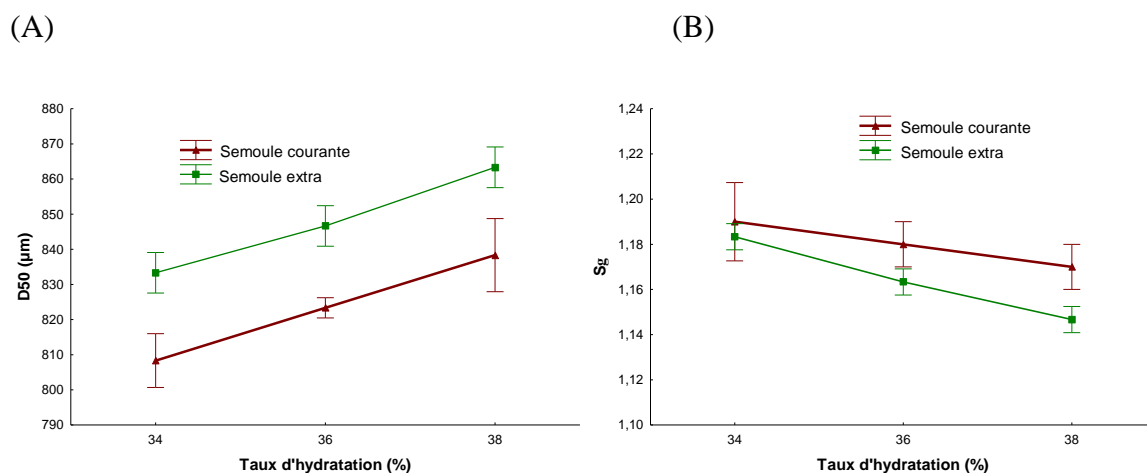 (A)
(B)
880
870
860
850
840
830
820
810
800
790
D50 (µm)
Semoule courante
Semoule extra
34
36
38
Taux d'hydratation (%)
1,24
1,22
1,20
1,18
1,16
1,14
1,12
1,10
Sg
Semoule courante
Semoule extra
34
36
38
Taux d'hydratation (%)